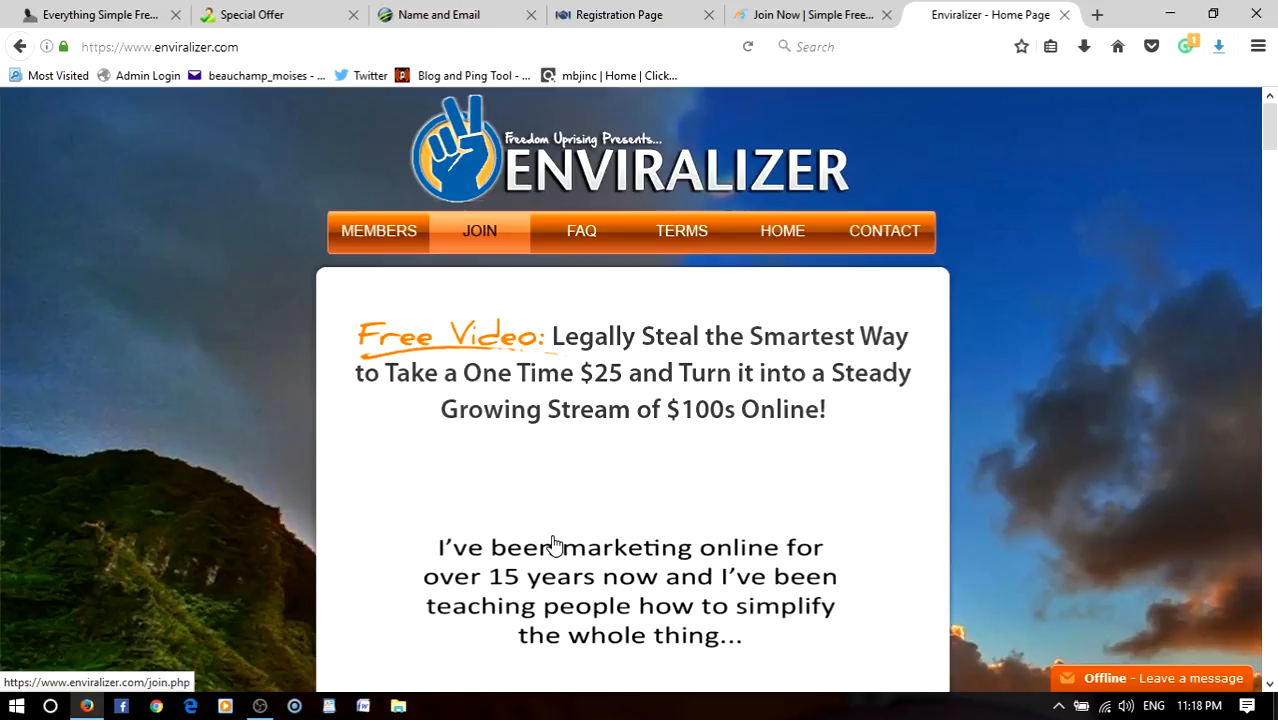 Everything Simple Fre...
Special Offer
Name and Email
Registration Page
Join Now | Simple Free...
Enviralizer - Home Page
https://www.enviralizer.com
Search
1
Most Visited
Admin Login
beauchamp_moises - ...
Twitter
Blog and Ping Tool - ...
mbjinc | Home | Click...
Freedom Uprising Presents...
ENVIRALIZER
MEMBERS
JOIN
FAQ
TERMS
HOME
CONTACT
Free Video: Legally Steal the Smartest Way
to Take a One Time $25 and Turn it into a Steady
Growing Stream of $100s Online!
I've been marketing online for
over 15 years now and I've been
teaching people how to simplify
the whole thing...
https://www.enviralizer.com/join.php
Offline - Leave a message
ENG
11:18 PM